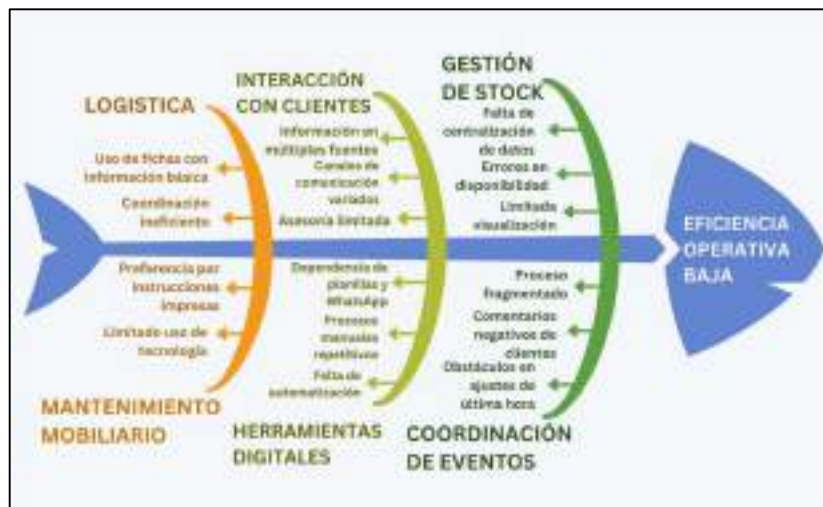 LOGISTICA
Uso de fichas con
información básica
Coordinación
ineficiente
INTERACCIÓN
CON CLIENTES
Información en
múltiples fuentes
Canales de
comunicación
variados
Asesoría limitada
GESTIÓN
DE STOCK
Falta de
centralización
de datos
Errores en
disponibilidad
Limitada
visualización
EFICIENCIA
OPERATIVA
BAJA
Preferencia por
instrucciones
impresas
Limitado uso de
tecnología
MANTENIMIENTO
MOBILIARIO
Dependencia de
planillas y
WhatsApp
Procesos
manuales
repetitivos
Falta de
automatización
HERRAMIENTAS
DIGITALES
Proceso
fragmentado
Comentarios
negativos de
clientes
Obstáculos en
ajustes de
última hora
COORDINACIÓN
DE EVENTOS